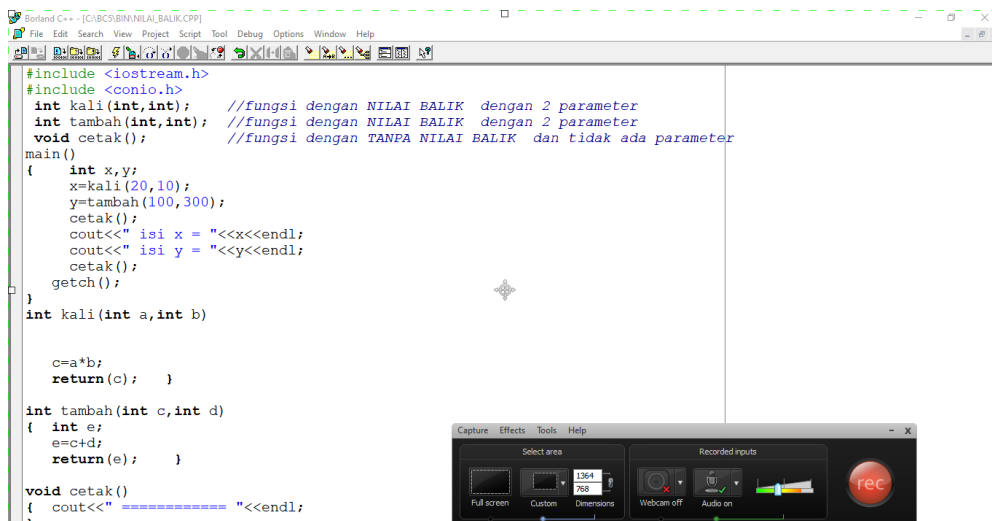 Borland C++ - [C:\BC5\BIN\NILAI_BALIK.CPP]
File Edit Search View Project Script Tool Debug Options Window Help
#include <iostream.h>
#include <conio.h>
int kali(int,int); //fungsi dengan NILAI BALIK dengan 2 parameter
int tambah(int,int); //fungsi dengan NILAI BALIK dengan 2 parameter
void cetak(); //fungsi dengan TANPA NILAI BALIK dan tidak ada parameter
main()
{ int x,y;
x=kali(20,10);
y=tambah(100,300);
cetak();
cout<<" isi x = "<<x<<endl;
cout<<" isi y = "<<y<<endl;
cetak();
getch();
}
int kali(int a,int b)
c=a*b;
return(c); }
int tambah(int c,int d)
{ int e;
e=c+d;
return(e); }
void cetak()
{ cout<<" ============ "<<endl;
Capture Effects Tools Help
Select area
Recorded inputs
1364
768
Full screen Custom Dimensions Webcam off Audio on
rec